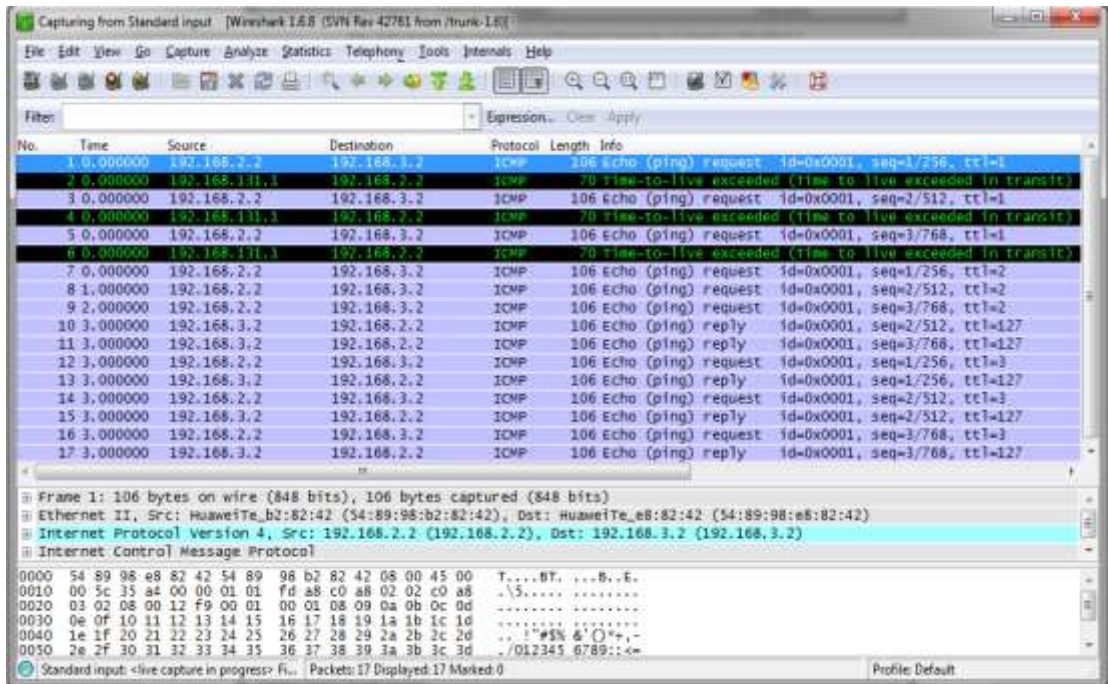 Capturing from Standard input [Wireshark 1.6.8 (SVN Rev 42761 from /trunk-1.6)]
File Edit View Go Capture Analyze Statistics Telephony Tools Internals Help
Filter: Expression... Clear Apply
No. Time Source Destination Protocol Length Info
1 0.000000 192.168.2.2 192.168.3.2 ICMP 106 Echo (ping) request id=0x0001, seq=1/256, ttl=1
2 0.000000 192.168.131.1 192.168.2.2 ICMP 70 Time-to-live exceeded (Time to live exceeded in transit)
3 0.000000 192.168.2.2 192.168.3.2 ICMP 106 Echo (ping) request id=0x0001, seq=2/512, ttl=1
4 0.000000 192.168.131.1 192.168.2.2 ICMP 70 Time-to-live exceeded (Time to live exceeded in transit)
5 0.000000 192.168.2.2 192.168.3.2 ICMP 106 Echo (ping) request id=0x0001, seq=3/768, ttl=1
6 0.000000 192.168.131.1 192.168.2.2 ICMP 70 Time-to-live exceeded (Time to live exceeded in transit)
7 0.000000 192.168.2.2 192.168.3.2 ICMP 106 Echo (ping) request id=0x0001, seq=1/256, ttl=2
8 1.000000 192.168.2.2 192.168.3.2 ICMP 106 Echo (ping) request id=0x0001, seq=2/512, ttl=2
9 2.000000 192.168.2.2 192.168.3.2 ICMP 106 Echo (ping) request id=0x0001, seq=3/768, ttl=2
10 3.000000 192.168.3.2 192.168.2.2 ICMP 106 Echo (ping) reply id=0x0001, seq=2/512, ttl=127
11 3.000000 192.168.3.2 192.168.2.2 ICMP 106 Echo (ping) reply id=0x0001, seq=3/768, ttl=127
12 3.000000 192.168.2.2 192.168.3.2 ICMP 106 Echo (ping) request id=0x0001, seq=1/256, ttl=3
13 3.000000 192.168.3.2 192.168.2.2 ICMP 106 Echo (ping) reply id=0x0001, seq=1/256, ttl=127
14 3.000000 192.168.2.2 192.168.3.2 ICMP 106 Echo (ping) request id=0x0001, seq=2/512, ttl=3
15 3.000000 192.168.3.2 192.168.2.2 ICMP 106 Echo (ping) reply id=0x0001, seq=2/512, ttl=127
16 3.000000 192.168.2.2 192.168.3.2 ICMP 106 Echo (ping) request id=0x0001, seq=3/768, ttl=3
17 3.000000 192.168.3.2 192.168.2.2 ICMP 106 Echo (ping) reply id=0x0001, seq=3/768, ttl=127
Frame 1: 106 bytes on wire (848 bits), 106 bytes captured (848 bits)
Ethernet II, Src: HuaweiTe_b2:82:42 (54:89:98:b2:82:42), Dst: HuaweiTe_e8:82:42 (54:89:98:e8:82:42)
Internet Protocol Version 4, Src: 192.168.2.2 (192.168.2.2), Dst: 192.168.3.2 (192.168.3.2)
Internet Control Message Protocol
0000 54 89 98 e8 82 42 54 89 98 b2 82 42 08 00 45 00 T....BT. ...B..E.
0010 00 5c 35 a4 00 00 01 01 fd a8 c0 a8 02 02 c0 a8 .\5..... ........
0020 03 02 08 00 12 f9 00 01 00 01 08 09 0a 0b 0c 0d ........ ........
0030 0e 0f 10 11 12 13 14 15 16 17 18 19 1a 1b 1c 1d ........ ........
0040 1e 1f 20 21 22 23 24 25 26 27 28 29 2a 2b 2c 2d .. !"#$% &'()*+,-
0050 2e 2f 30 31 32 33 34 35 36 37 38 39 3a 3b 3c 3d ./012345 6789:;<=
Standard input: <live capture in progress> Fi... Packets: 17 Displayed: 17 Marked: 0 Profile: Default